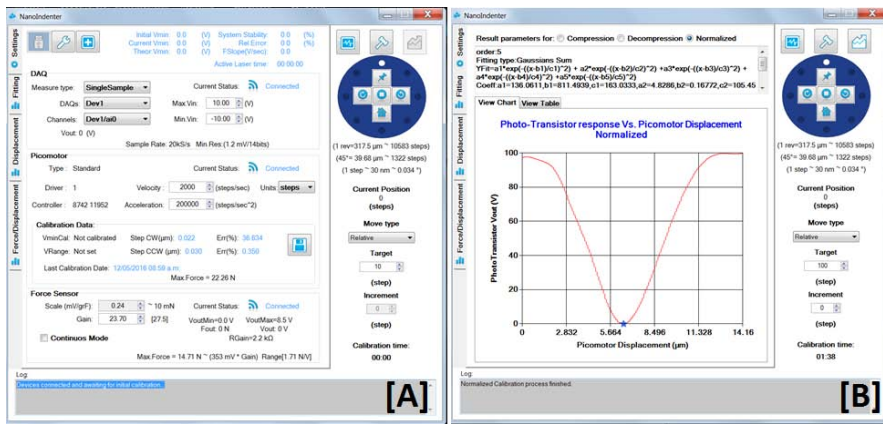 NanoIndenter
Settings
Fitting
Displacement
Force/Displacement
Initial Vmin: 0.0 (V) System Stability: 0.0 (%)
Current Vmin: 0.0 (V) Rel Error: 0.0 (%)
Theor Vmin: 0.0 (V) FSlope(V/sec): 0.0
Active Laser time: 00:00:00
DAQ
Measure type: SingleSample Current Status: Connected
DAQs: Dev1 Max Vin: 10.00 (V)
Channels: Dev1/ai0 Min Vin: -10.00 (V)
Vout: 0 (V)
Sample Rate: 20kS/s Min.Res:(1.2 mV/14bits)
Picomotor
Type : Standard Current Status: Connected
Driver : 1 Velocity : 2000 (steps/sec) Units: steps
Controller : 8742 11952 Acceleration: 200000 (steps/sec^2)
Calibration Data:
VminCal: Not calibrated Step CW(µm): 0.022 Err(%): 36.834
VRange: Not set Step CCW (µm): 0.030 Err(%): 0.350
Last Calibration Date: 12/05/2016 08:59 a.m.
Max.Force = 22.26 N
Force Sensor
Scale (mV/grF): 0.24 ~ 10 mN Current Status: Connected
Gain: 23.70 [27.5] VoutMin=0.0 V VoutMax=8.5 V
Fout: 0 N Vout: 0 V
Continuos Mode RGain=2.2 kΩ
Max.Force = 14.71 N ~ (353 mV * Gain) Range[1.71 N/V]
(1 rev=317.5 µm ~ 10583 steps)
(45°= 39.68 µm ~ 1322 steps)
(1 step ~ 30 nm ~ 0.034 °)
Current Position
0
(steps)
Move type
Relative
Target
10
(step)
Increment
0
(step)
Calibration time:
00:00
Log:
Devices connected and awaiting for initial calibration.
[A]
NanoIndenter
Settings
Fitting
Displacement
Force/Displacement
Result parameters for: Compression Decompression Normalized
order:5
Fitting type:Gaussians Sum
YFit=a1*exp(-((x-b1)/c1)^2) + a2*exp(-((x-b2)/c2)^2) +a3*exp(-((x-b3)/c3)^2) +
a4*exp(-((x-b4)/c4)^2) +a5*exp(-((x-b5)/c5)^2)
Coeff:a1=136.0611,b1=811.4939,c1=163.0333,a2=4.8286,b2=0.16772,c2=105.45
View Chart View Table
Photo-Transistor response Vs. Picomotor Displacement
Normalized
PhotoTransistor Vout (V)
100
80
60
40
20
0
0 2.832 5.664 8.496 11.328 14.16
Picomotor Displacement (µm)
(1 rev=317.5 µm ~ 10583 steps)
(45°= 39.68 µm ~ 1322 steps)
(1 step ~ 30 nm ~ 0.034 °)
Current Position
0
(steps)
Move type
Relative
Target
100
(step)
Increment
0
(step)
Calibration time:
01:38
Log:
Normalized Calibration process finished.
[B]